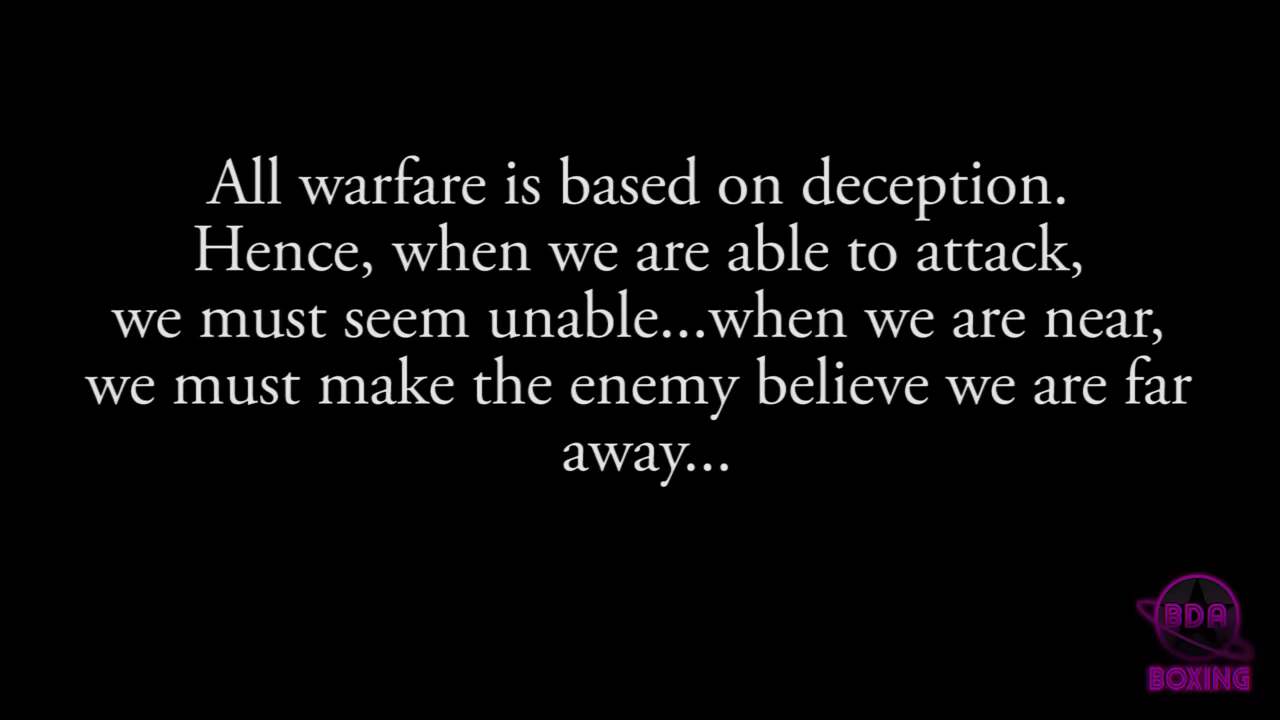 All warfare is based on deception.
Hence, when we are able to attack,
we must seem unable...when we are near,
we must make the enemy believe we are far
away...
BDA
BOXING